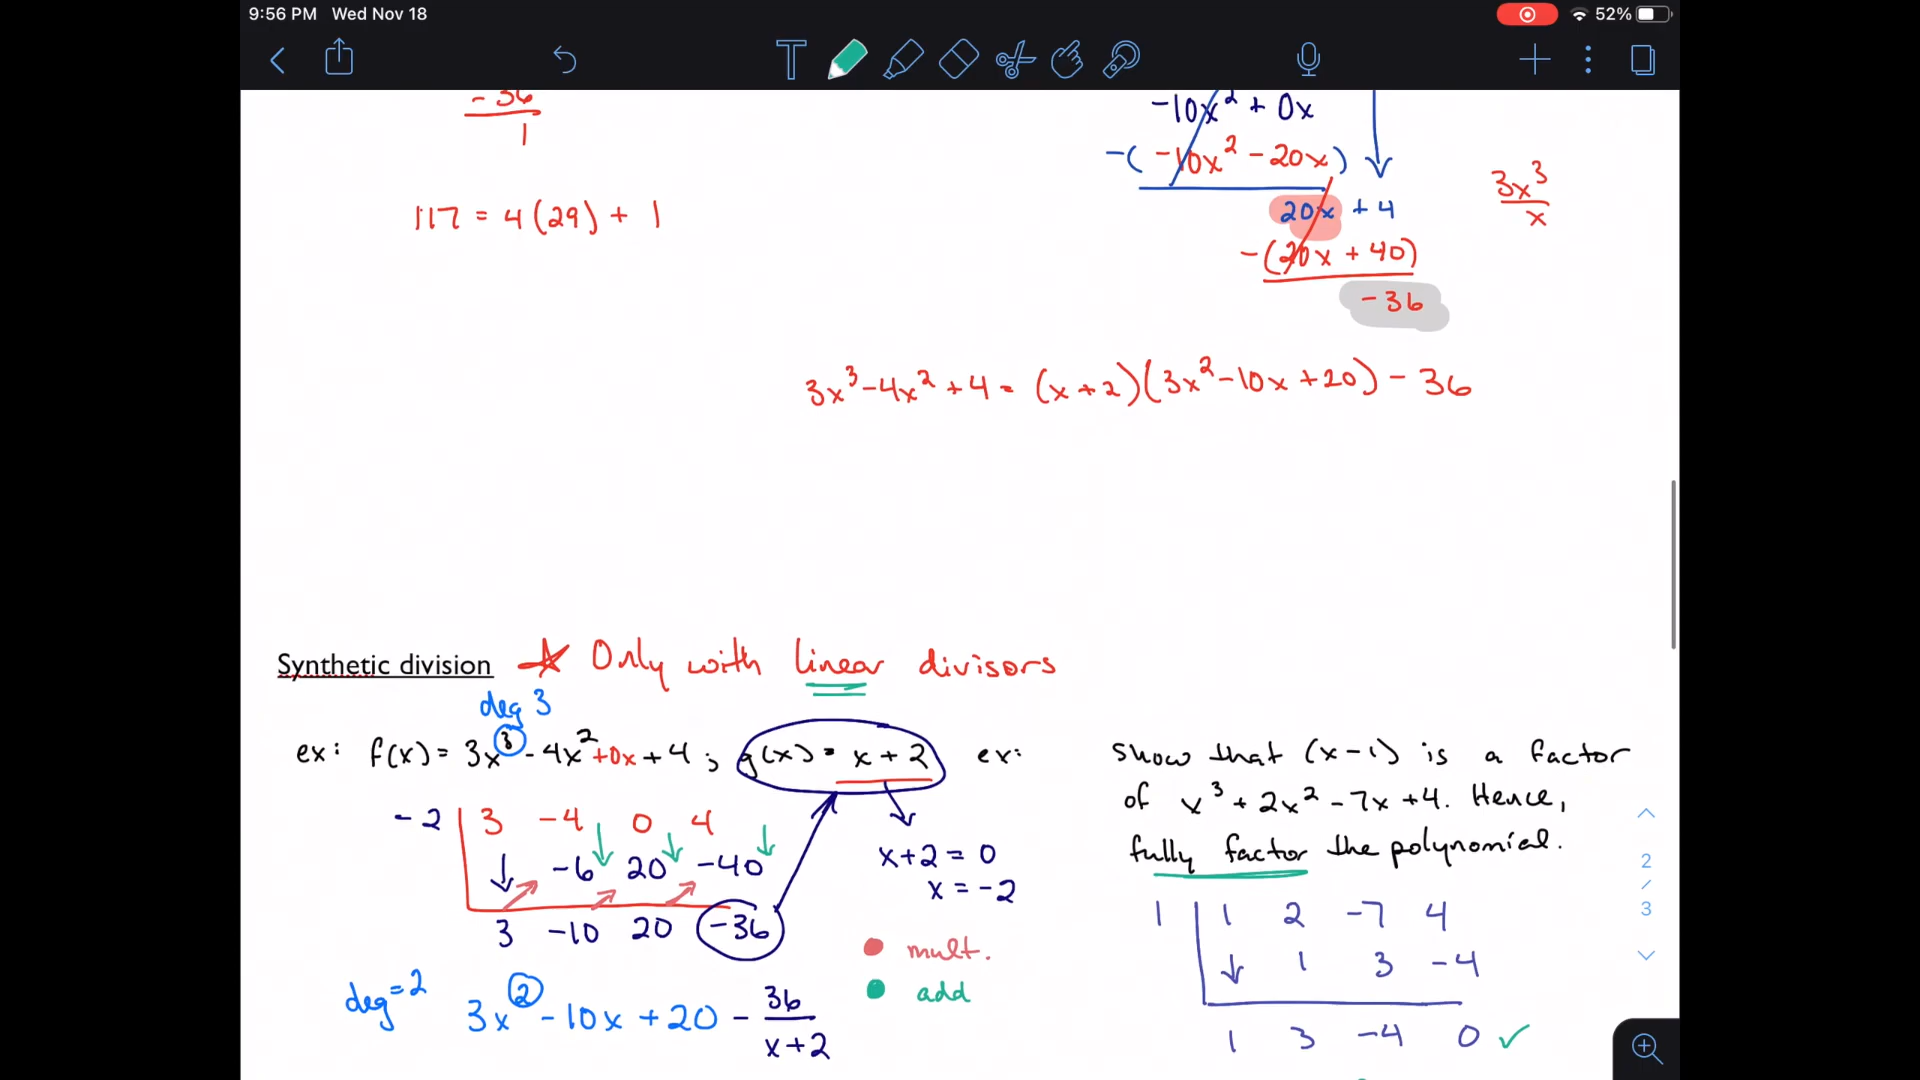 9:56 PM Wed Nov 18
52%
- 36
1
117 = 4(29) + 1
-10x² + 0x
-( -10x² - 20x )
20x + 4
-(20x + 40)
-36
3x³
x
3x³-4x²+4= (x+2)(3x²-10x+20) - 36
Synthetic division ☆ Only with linear divisors
deg 3
ex: f(x)= 3x³-4x²+0x+4 ; g(x)= x+2
-2 3 -4 0 4
-6 20 -40
3 -10 20 -36
x+2=0
x=-2
mult.
add
deg=2 3x²-10x+20 - 36
x+2
ex: show that (x-1) is a factor
of x³+2x²-7x+4. Hence,
fully factor the polynomial.
1 1 2 -7 4
1 3 -4
1 3 -4 0 ✓
2
/
3